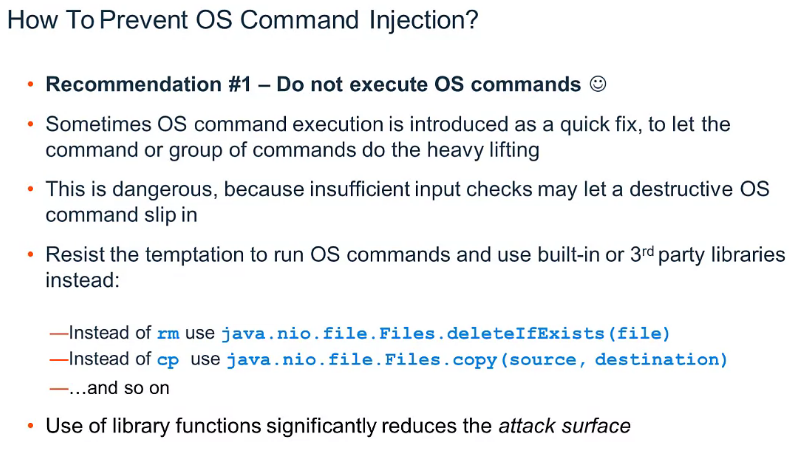 How To Prevent OS Command Injection?
• Recommendation #1 – Do not execute OS commands ☺
• Sometimes OS command execution is introduced as a quick fix, to let the
command or group of commands do the heavy lifting
• This is dangerous, because insufficient input checks may let a destructive OS
command slip in
• Resist the temptation to run OS commands and use built-in or 3rd party libraries
instead:
—Instead of rm use java.nio.file.Files.deleteIfExists(file)
—Instead of cp use java.nio.file.Files.copy(source, destination)
—…and so on
• Use of library functions significantly reduces the attack surface